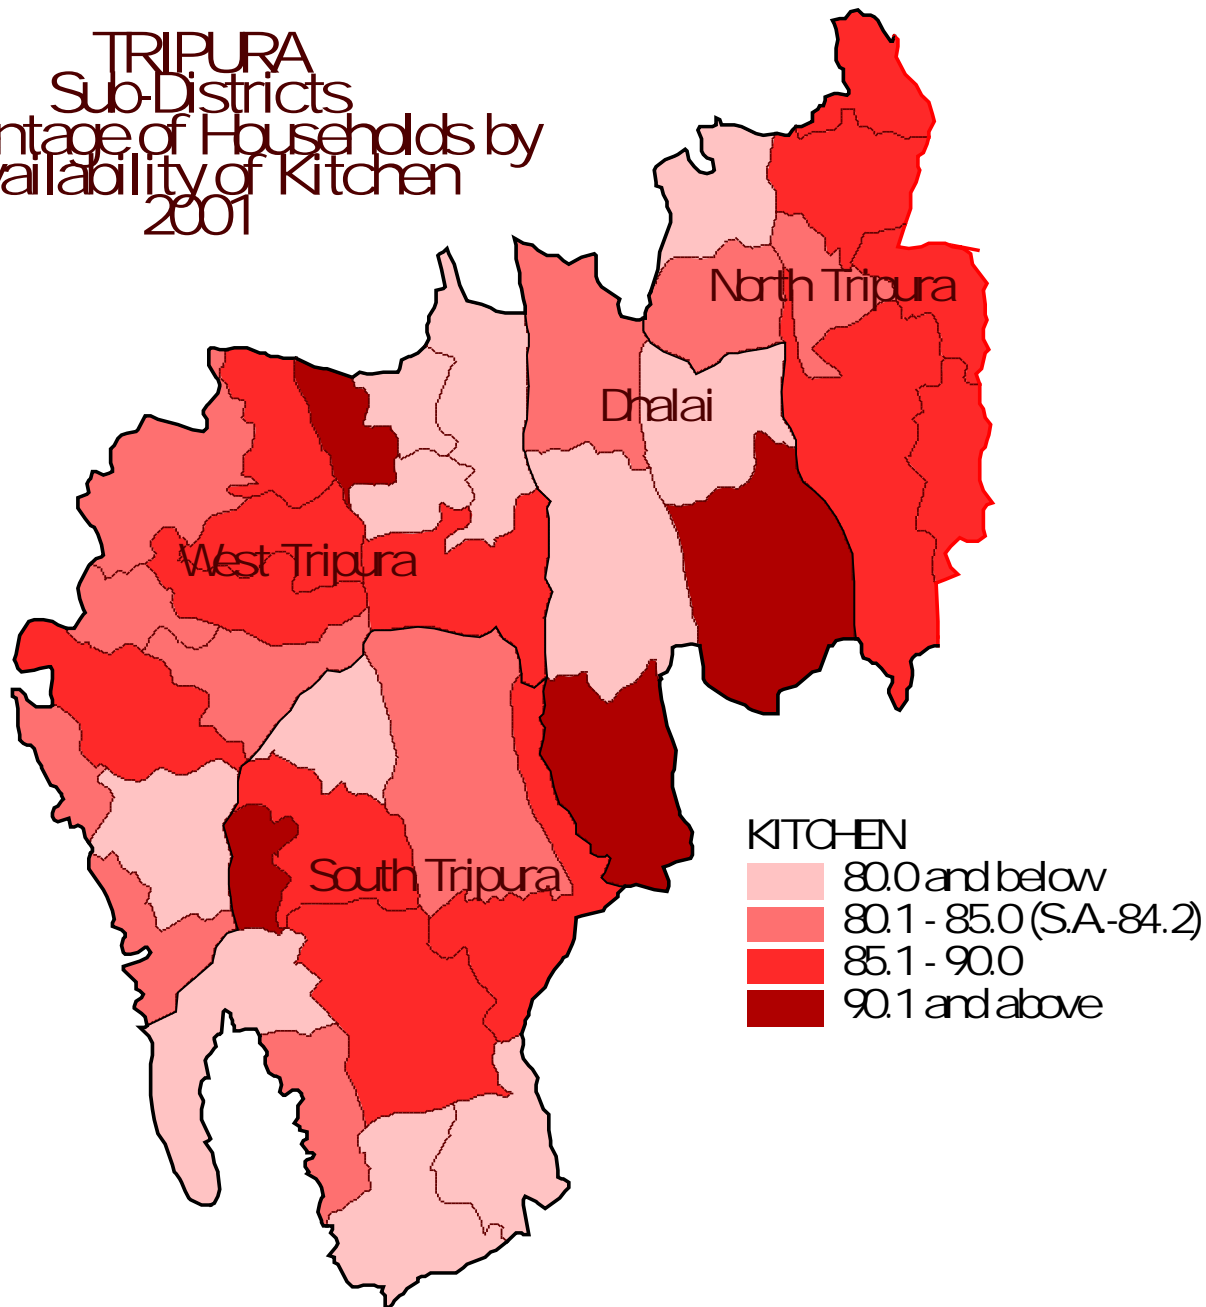 TRIPURA
Sub-Districts
ntage of Households by
vailability of Kitchen
2001
North Tripura
Dhalai
West Tripura
South Tripura
KITCHEN
80.0 and below
80.1 - 85.0 (S.A.-84.2)
85.1 - 90.0
90.1 and above